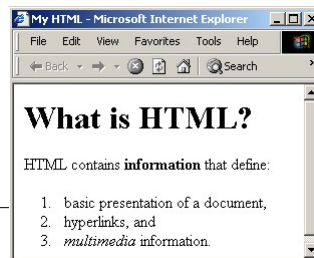 My HTML - Microsoft Internet Explorer
File Edit View Favorites Tools Help
Back Search
What is HTML?
HTML contains information that define:
1. basic presentation of a document,
2. hyperlinks, and
3. multimedia information.